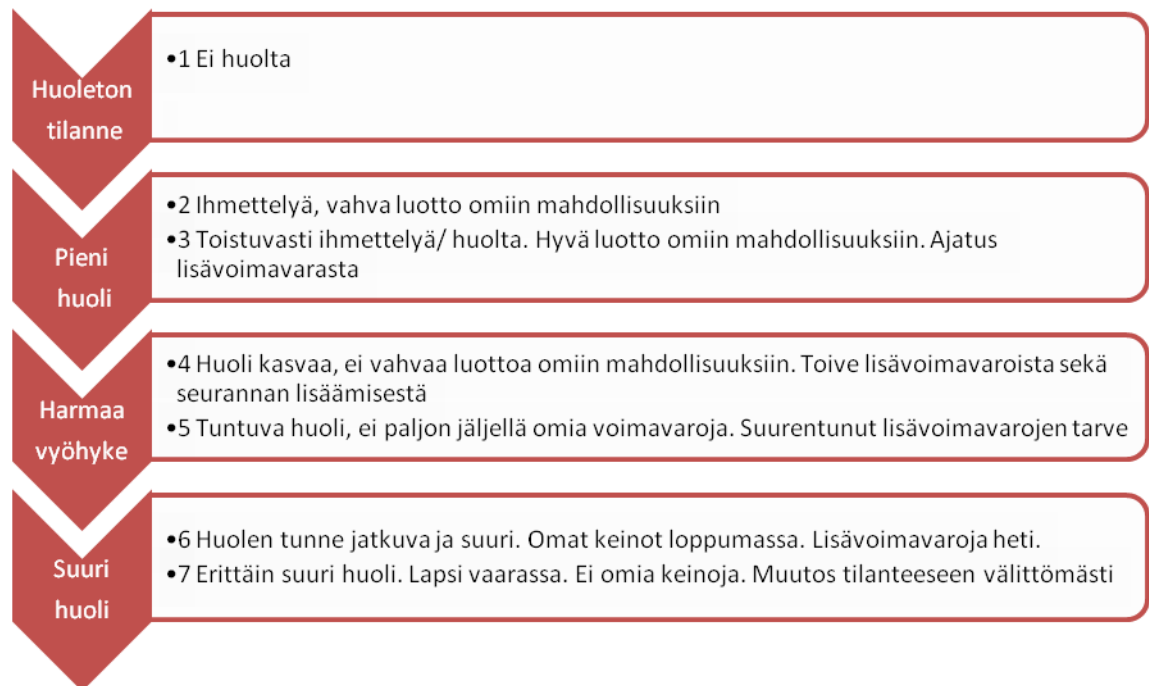 Huoleton
tilanne
•1 Ei huolta
Pieni
huoli
•2 Ihmettelyä, vahva luotto omiin mahdollisuuksiin
•3 Toistuvasti ihmettelyä/ huolta. Hyvä luotto omiin mahdollisuuksiin. Ajatus
lisävoimavarasta
Harmaa
vyöhyke
•4 Huoli kasvaa, ei vahvaa luottoa omiin mahdollisuuksiin. Toive lisävoimavaroista sekä
seurannan lisäämisestä
•5 Tuntuva huoli, ei paljon jäljellä omia voimavaroja. Suurentunut lisävoimavarojen tarve
Suuri
huoli
•6 Huolen tunne jatkuva ja suuri. Omat keinot loppumassa. Lisävoimavaroja heti.
•7 Erittäin suuri huoli. Lapsi vaarassa. Ei omia keinoja. Muutos tilanteeseen välittömästi